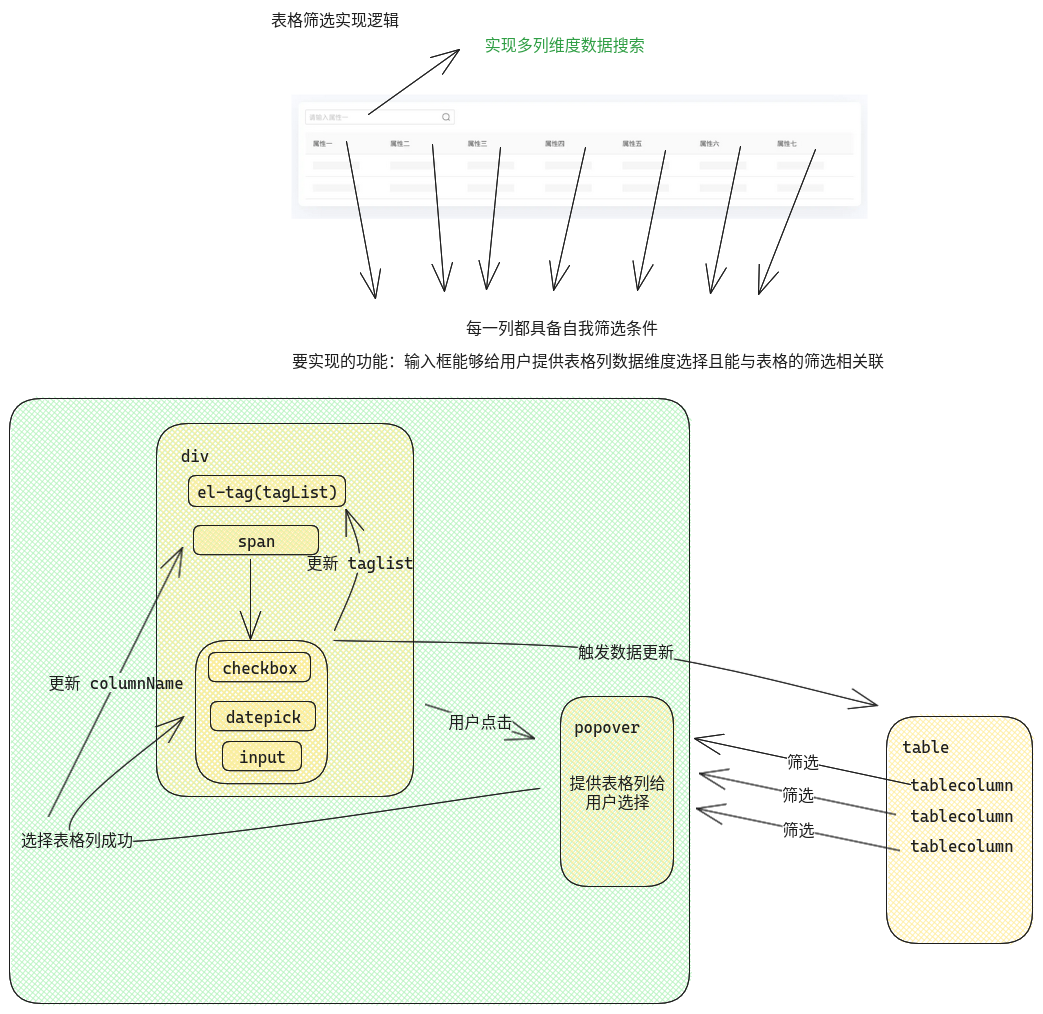 表格筛选实现逻辑
实现多列维度数据搜索
请输入属性一
属性一 属性二 属性三 属性四 属性五 属性六 属性七
每一列都具备自我筛选条件
要实现的功能: 输入框能够给用户提供表格列数据维度选择且能与表格的筛选相关联
div
el-tag(tagList)
span
更新 taglist
触发数据更新
checkbox
更新 columnName
datepick
用户点击
input
popover
提供表格列给
用户选择
table
筛选
tablecolumn
筛选
tablecolumn
筛选
tablecolumn
选择表格列成功